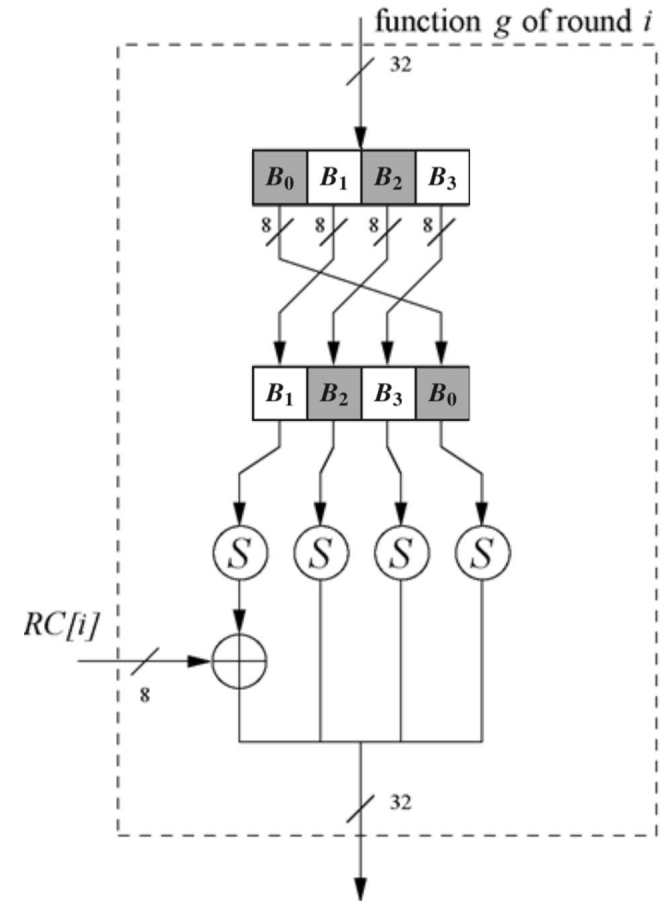 function g of round i
32
B₀ B₁ B₂ B₃
8 8 8 8
B₁ B₂ B₃ B₀
S S S S
RC[i]
8
32